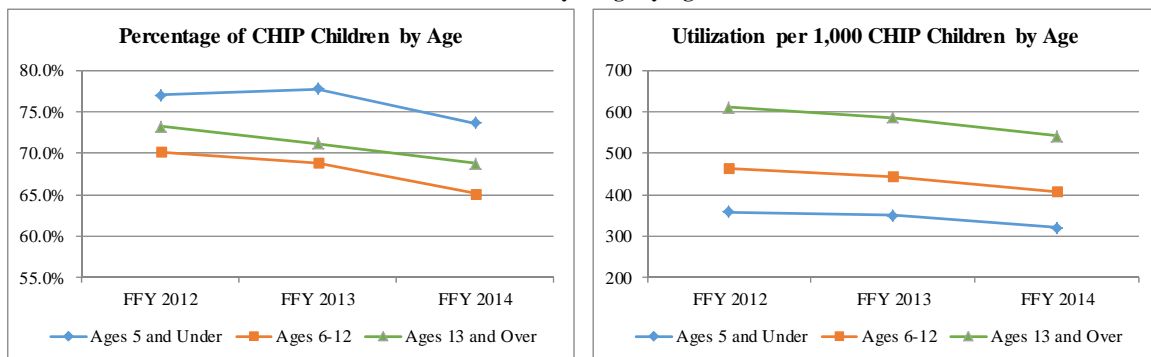 Percentage of CHIP Children by Age
80.0%
75.0%
70.0%
65.0%
60.0%
55.0%
FFY 2012 FFY 2013 FFY 2014
Ages 5 and Under Ages 6-12 Ages 13 and Over
Utilization per 1,000 CHIP Children by Age
700
600
500
400
300
200
FFY 2012 FFY 2013 FFY 2014
Ages 5 and Under Ages 6-12 Ages 13 and Over